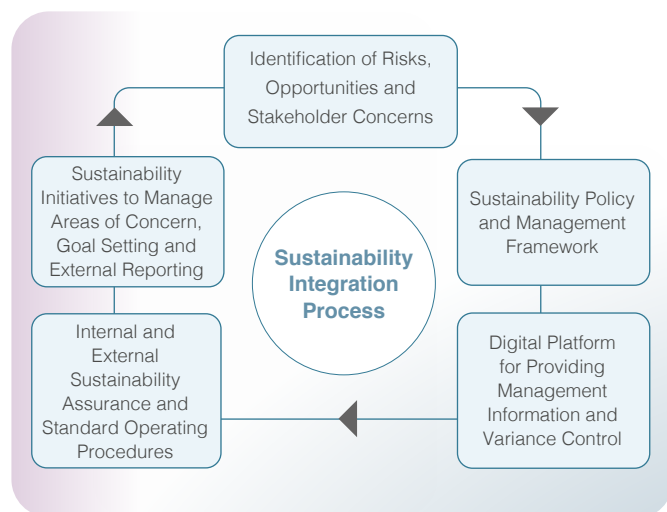 Identification of Risks,
Opportunities and
Stakeholder Concerns
Sustainability Policy
and Management
Framework
Digital Platform
for Providing
Management
Information and
Variance Control
Internal and
External
Sustainability
Assurance and
Standard Operating
Procedures
Sustainability
Initiatives to Manage
Areas of Concern,
Goal Setting and
External Reporting
Sustainability
Integration
Process